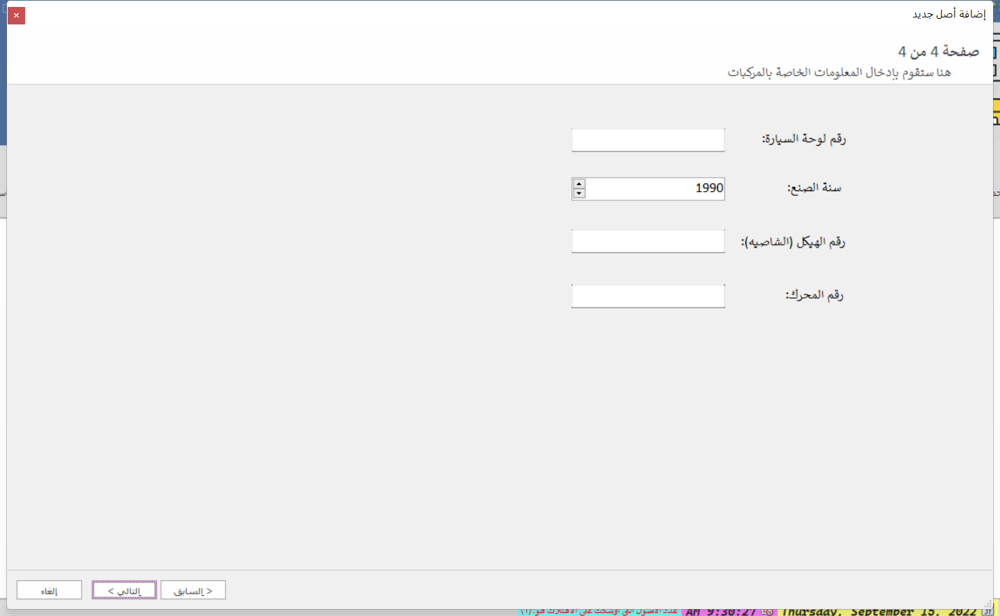 إضافة أصل جديد
صفحة 4 من 4
هنا ستقوم بإدخال المعلومات الخاصة بالمركبات
رقم لوحة السيارة:
سنة الصنع:
1990
رقم الهيكل (الشاصيه):
رقم المحرك:
< السابق
التالي >
إلغاء
Thursday, September 15, 2022
AM 9:30:27
عدد الأصول التي أوشكت على الاهتلاك هو: (1)